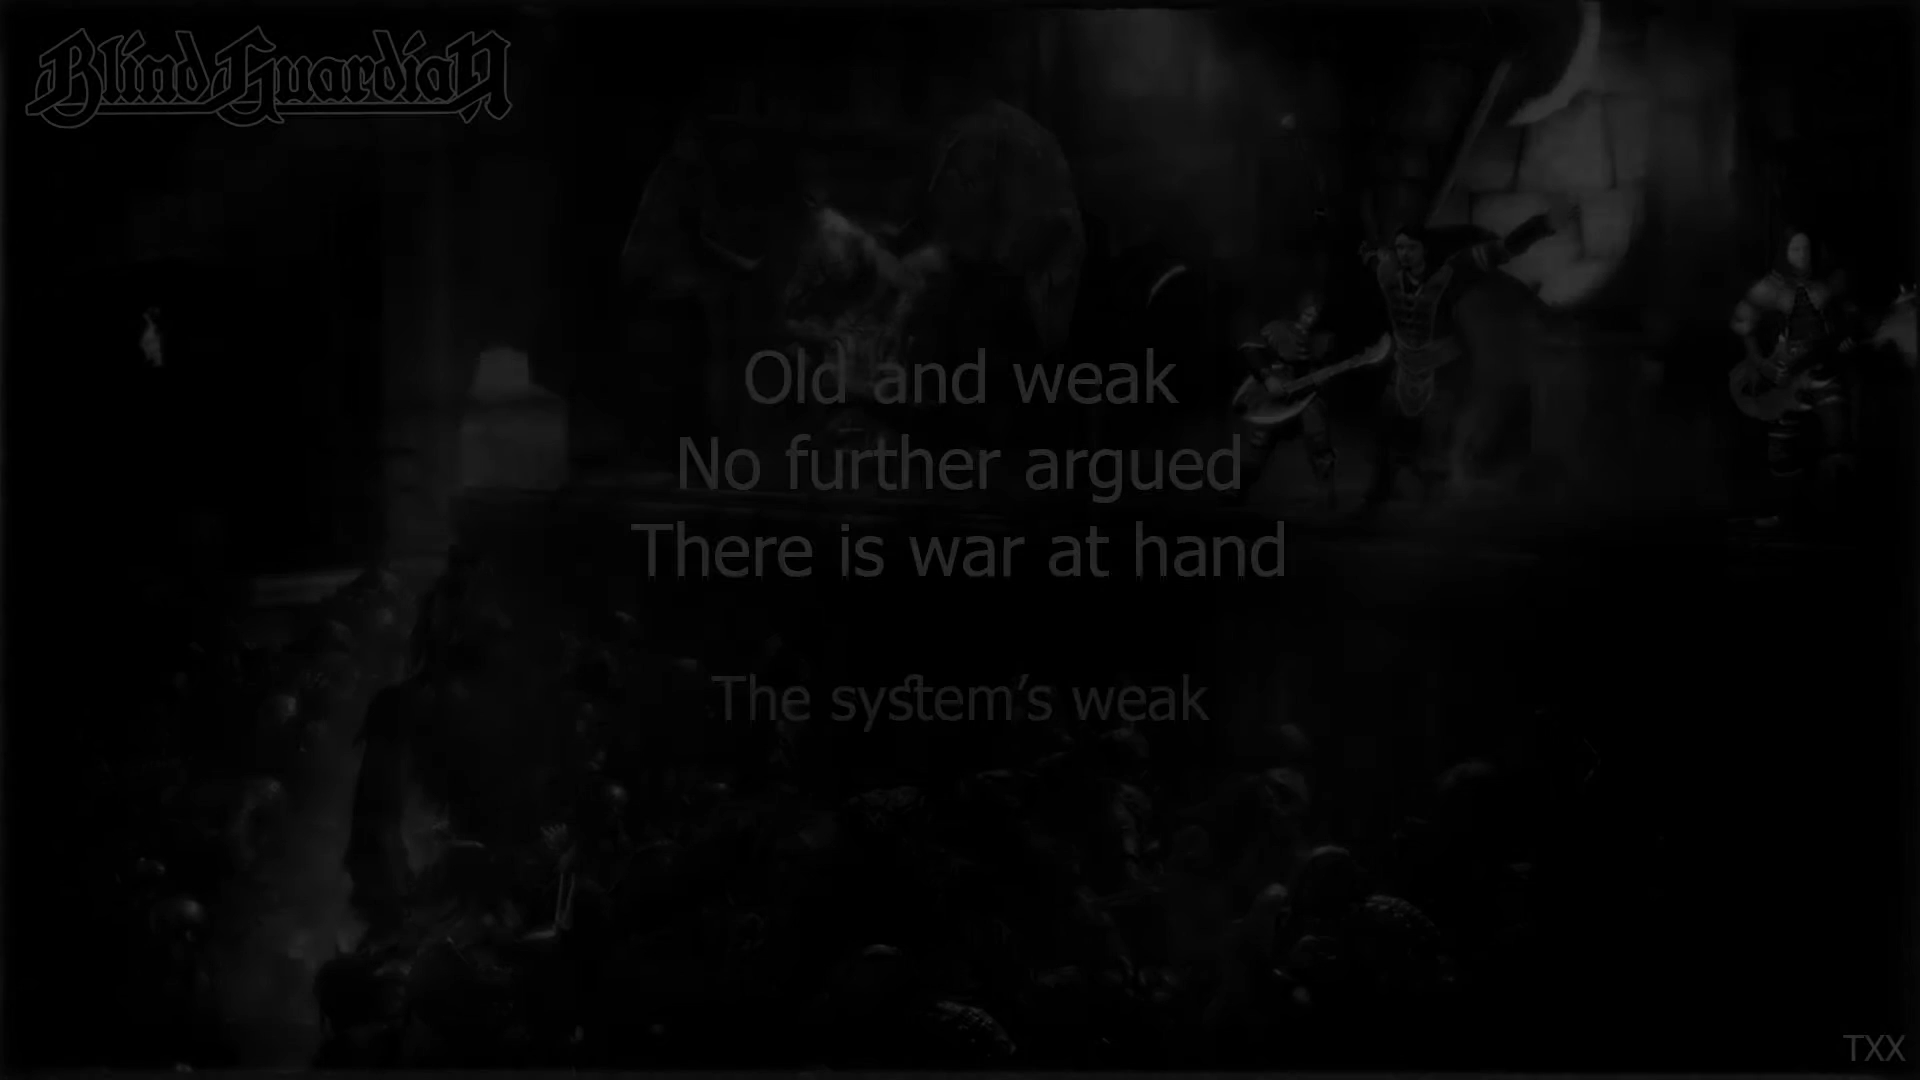 Blind Guardian
Old and weak
No further argued
There is war at hand
The system's weak
TXX